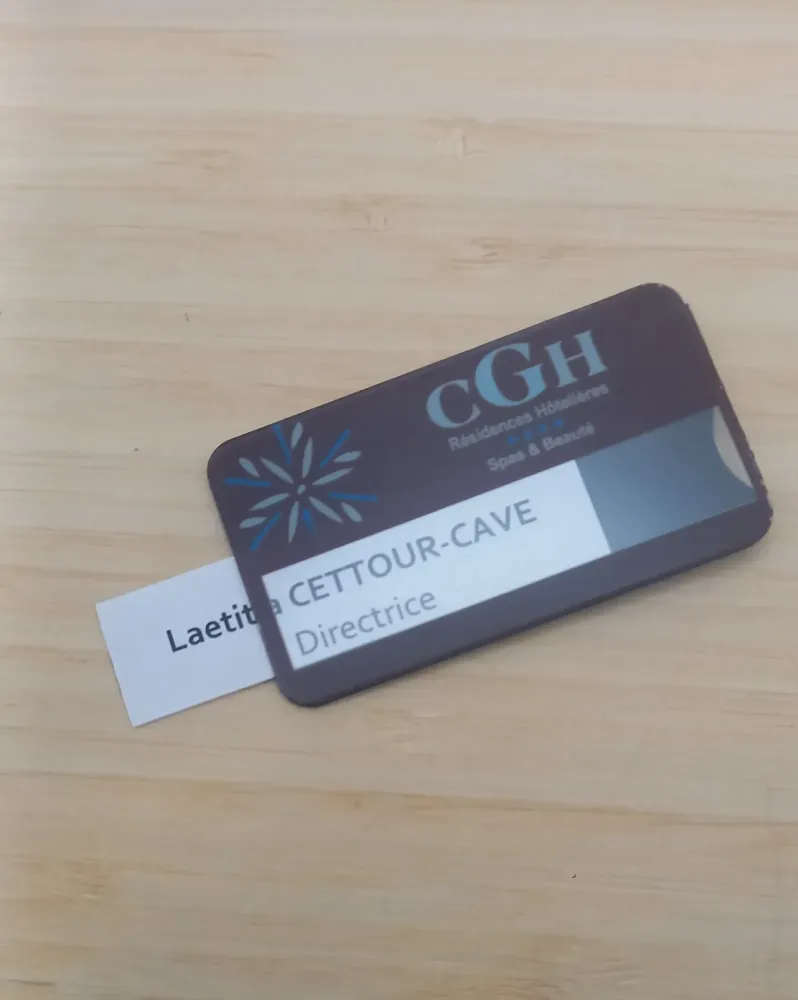 CGH
Résidences Hôtelières
Spas & Beauté
Laetitia CETTOUR-CAVE
Directrice